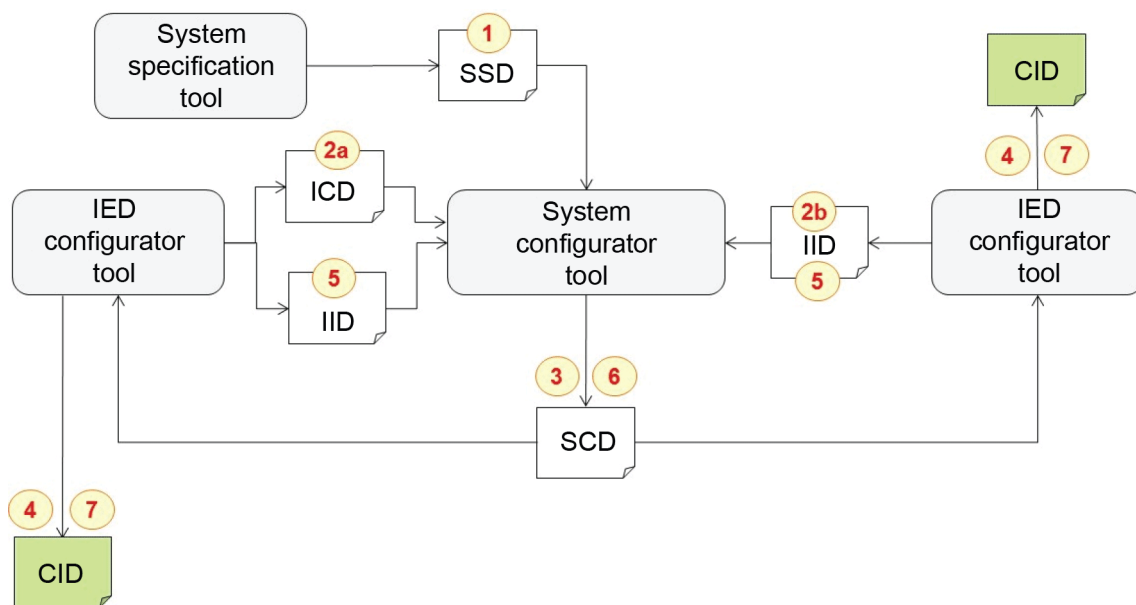 System
specification
tool
1
SSD
CID
4 7
2a
ICD
IED
configurator
tool
System
configurator
tool
2b
IID
5
IED
configurator
tool
5
IID
3 6
SCD
4 7
CID